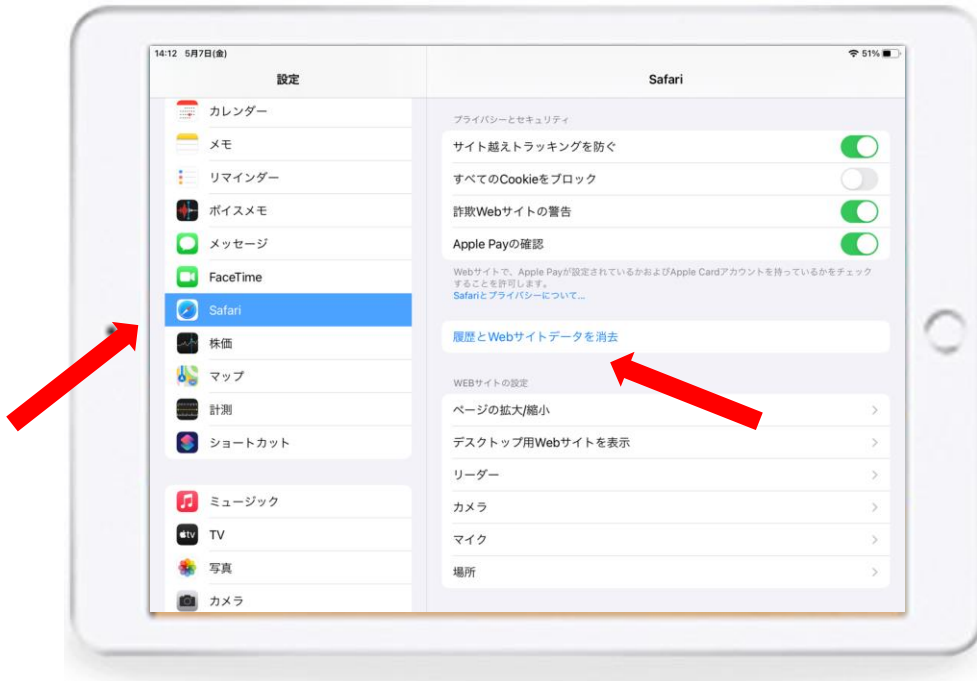 14:12 5月7日(金)
51%
設定
Safari
カレンダー
メモ
リマインダー
ボイスメモ
メッセージ
FaceTime
Safari
株価
マップ
計測
ショートカット
ミュージック
tv
TV
写真
カメラ
プライバシーとセキュリティ
サイト越えトラッキングを防ぐ
すべてのCookieをブロック
詐欺Webサイトの警告
Apple Payの確認
Webサイトで、Apple Payが設定されているかおよびApple Cardアカウントを持っているかをチェック
することを許可します。
Safariとプライバシーについて...
履歴とWebサイトデータを消去
WEBサイトの設定
ページの拡大/縮小
デスクトップ用Webサイトを表示
リーダー
カメラ
マイク
場所